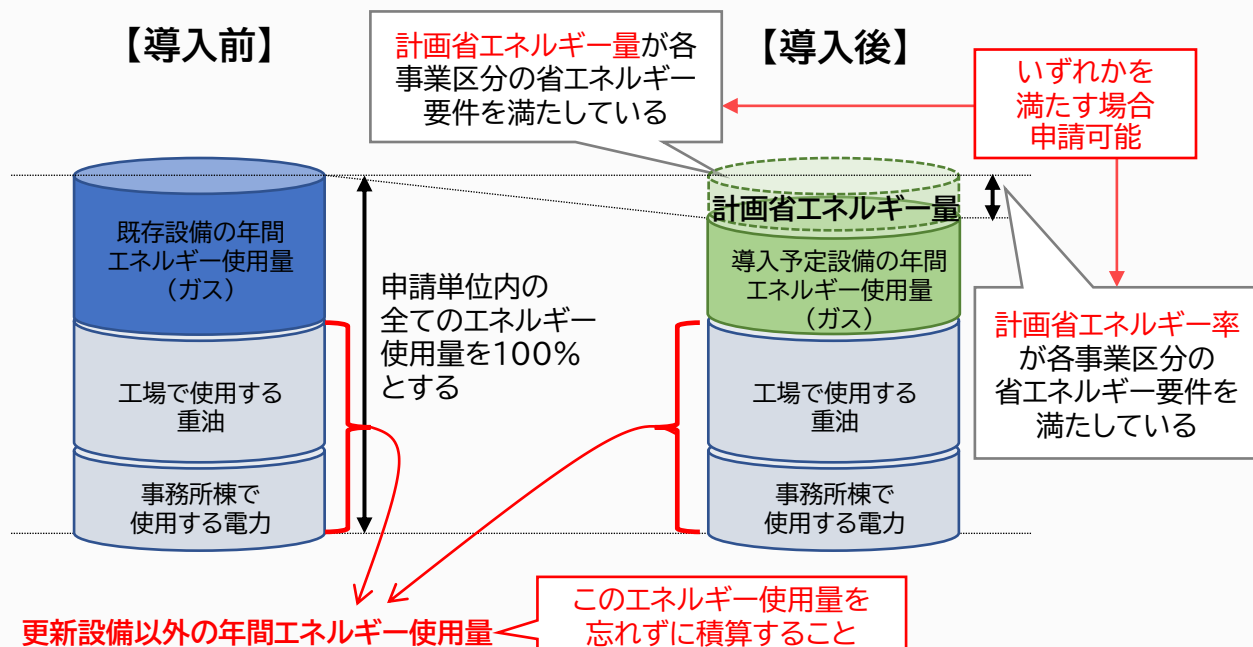 【導入前】
計画省エネルギー量が各
事業区分の省エネルギー
要件を満たしている
【導入後】
いずれかを
満たす場合
申請可能
既存設備の年間
エネルギー使用量
（ガス）
工場で使用する
重油
事務所棟で
使用する電力
申請単位内の
全てのエネルギー
使用量を100%
とする
計画省エネルギー量
導入予定設備の年間
エネルギー使用量
（ガス）
工場で使用する
重油
事務所棟で
使用する電力
計画省エネルギー率
が各事業区分の
省エネルギー要件を
満たしている
更新設備以外の年間エネルギー使用量
このエネルギー使用量を
忘れずに積算すること